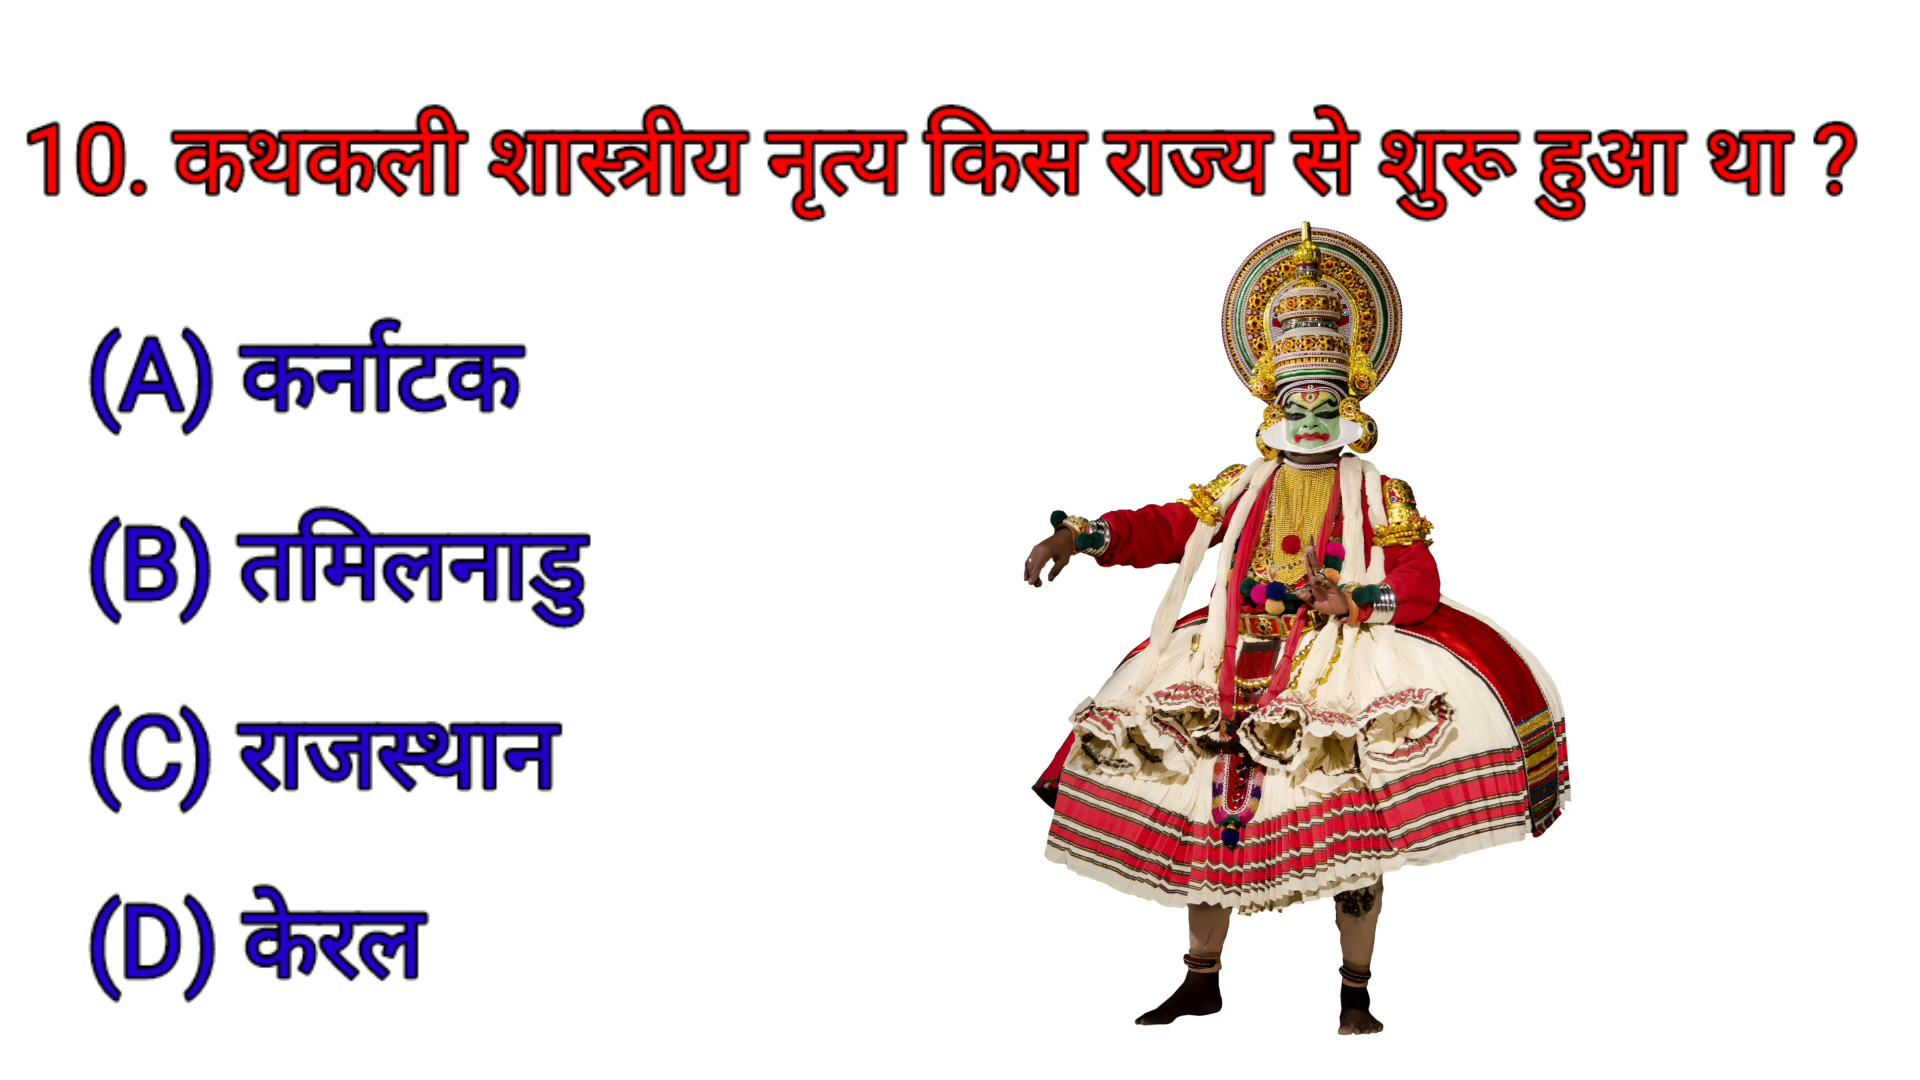 10. कथकली शास्त्रीय नृत्य किस राज्य से शुरू हुआ था ?
(A) कर्नाटक
(B) तमिलनाडु
(C) राजस्थान
(D) केरल